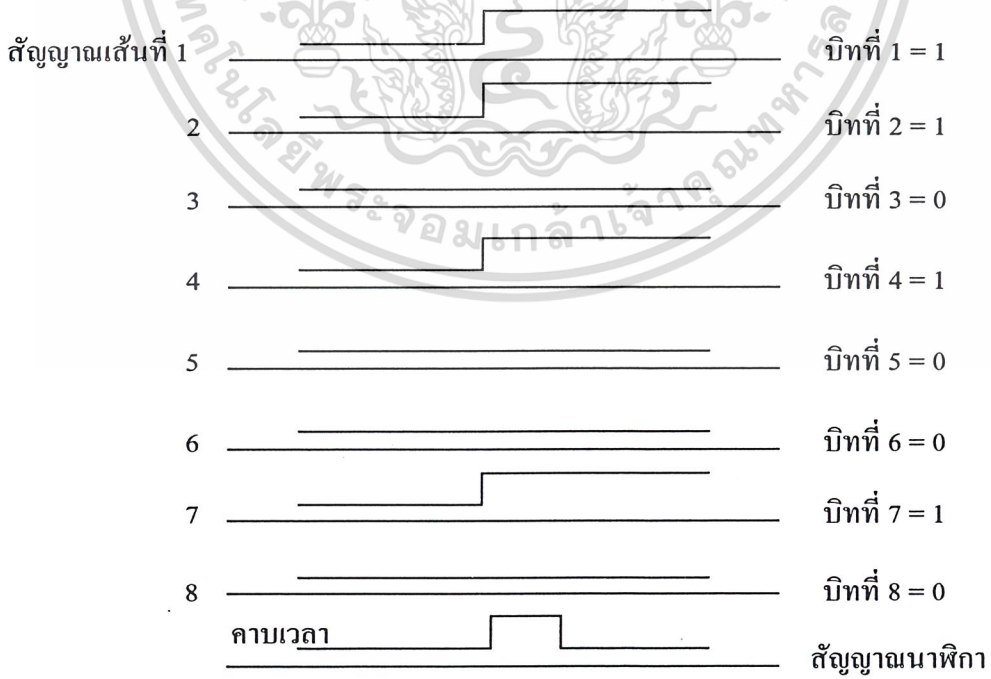 สัญญาณเส้นที่ 1 บิทที่ 1 = 1
2 บิทที่ 2 = 1
3 บิทที่ 3 = 0
4 บิทที่ 4 = 1
5 บิทที่ 5 = 0
6 บิทที่ 6 = 0
7 บิทที่ 7 = 1
8 บิทที่ 8 = 0
คาบเวลา สัญญาณนาฬิกา